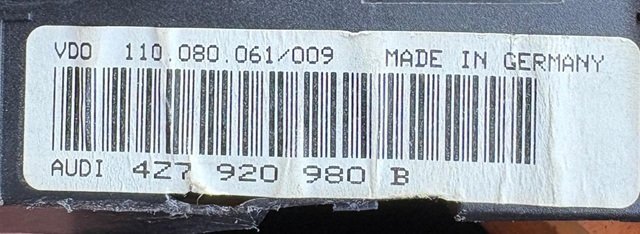 VDO 110.080.061/009 MADE IN GERMANY
AUDI 4Z7 920 980 B